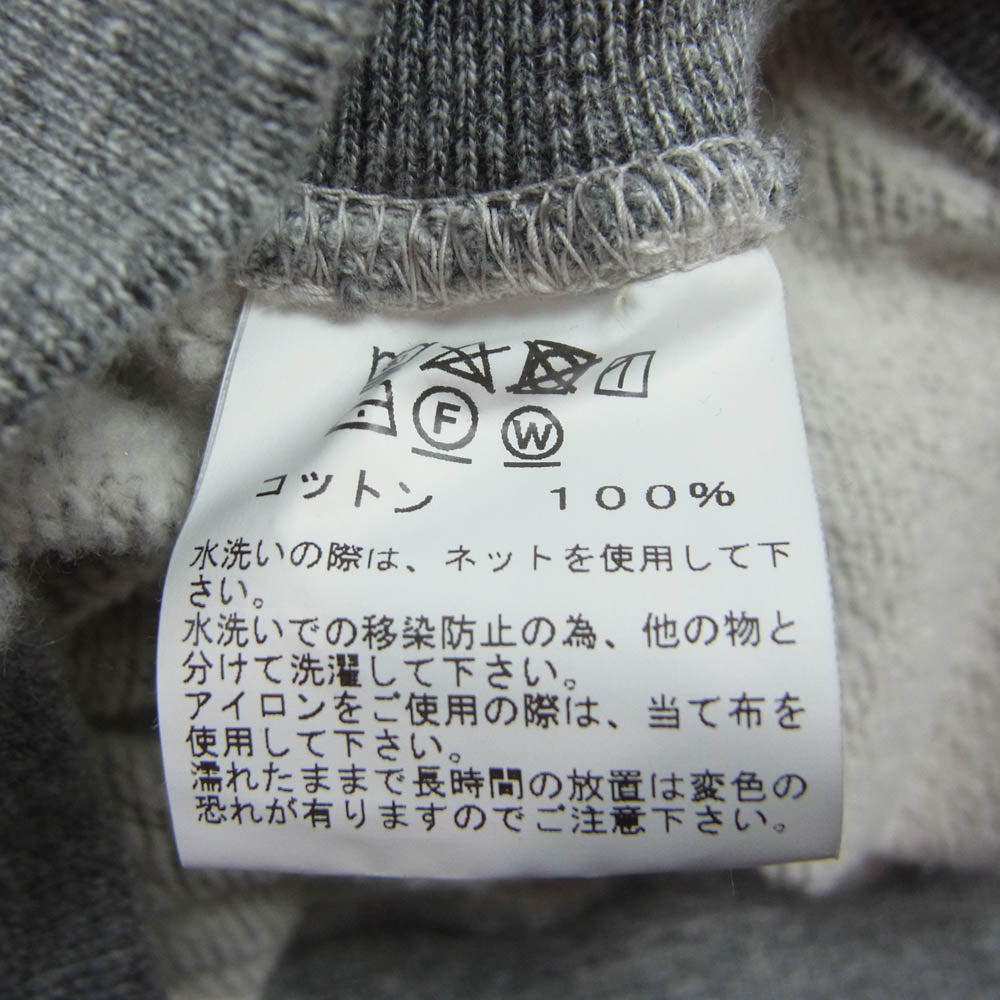 F W
コットン １００％
水洗いの際は、ネットを使用して下
さい。
水洗いでの移染防止の為、他の物と
分けて洗濯して下さい。
アイロンをご使用の際は、当て布を
使用して下さい。
濡れたままで長時間の放置は変色の
恐れが有りますのでご注意下さい。